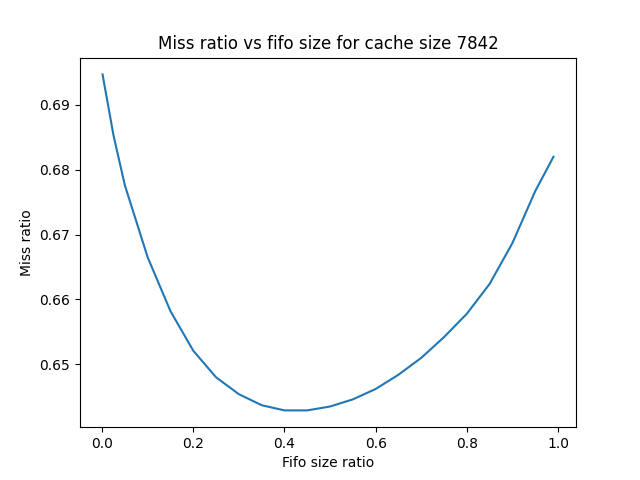 Miss ratio vs fifo size for cache size 7842
0.69
0.68
0.67
0.66
0.65
Miss ratio
0.0 0.2 0.4 0.6 0.8 1.0
Fifo size ratio